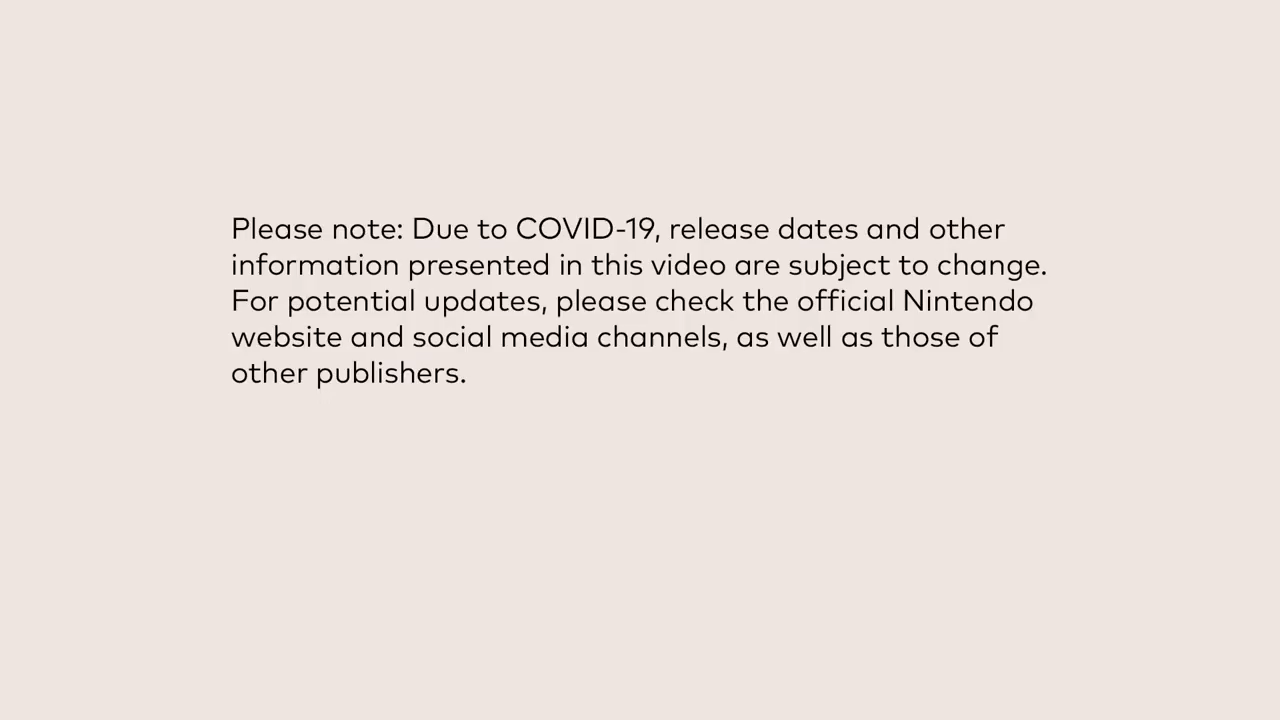 Please note: Due to COVID-19, release dates and other
information presented in this video are subject to change.
For potential updates, please check the official Nintendo
website and social media channels, as well as those of
other publishers.